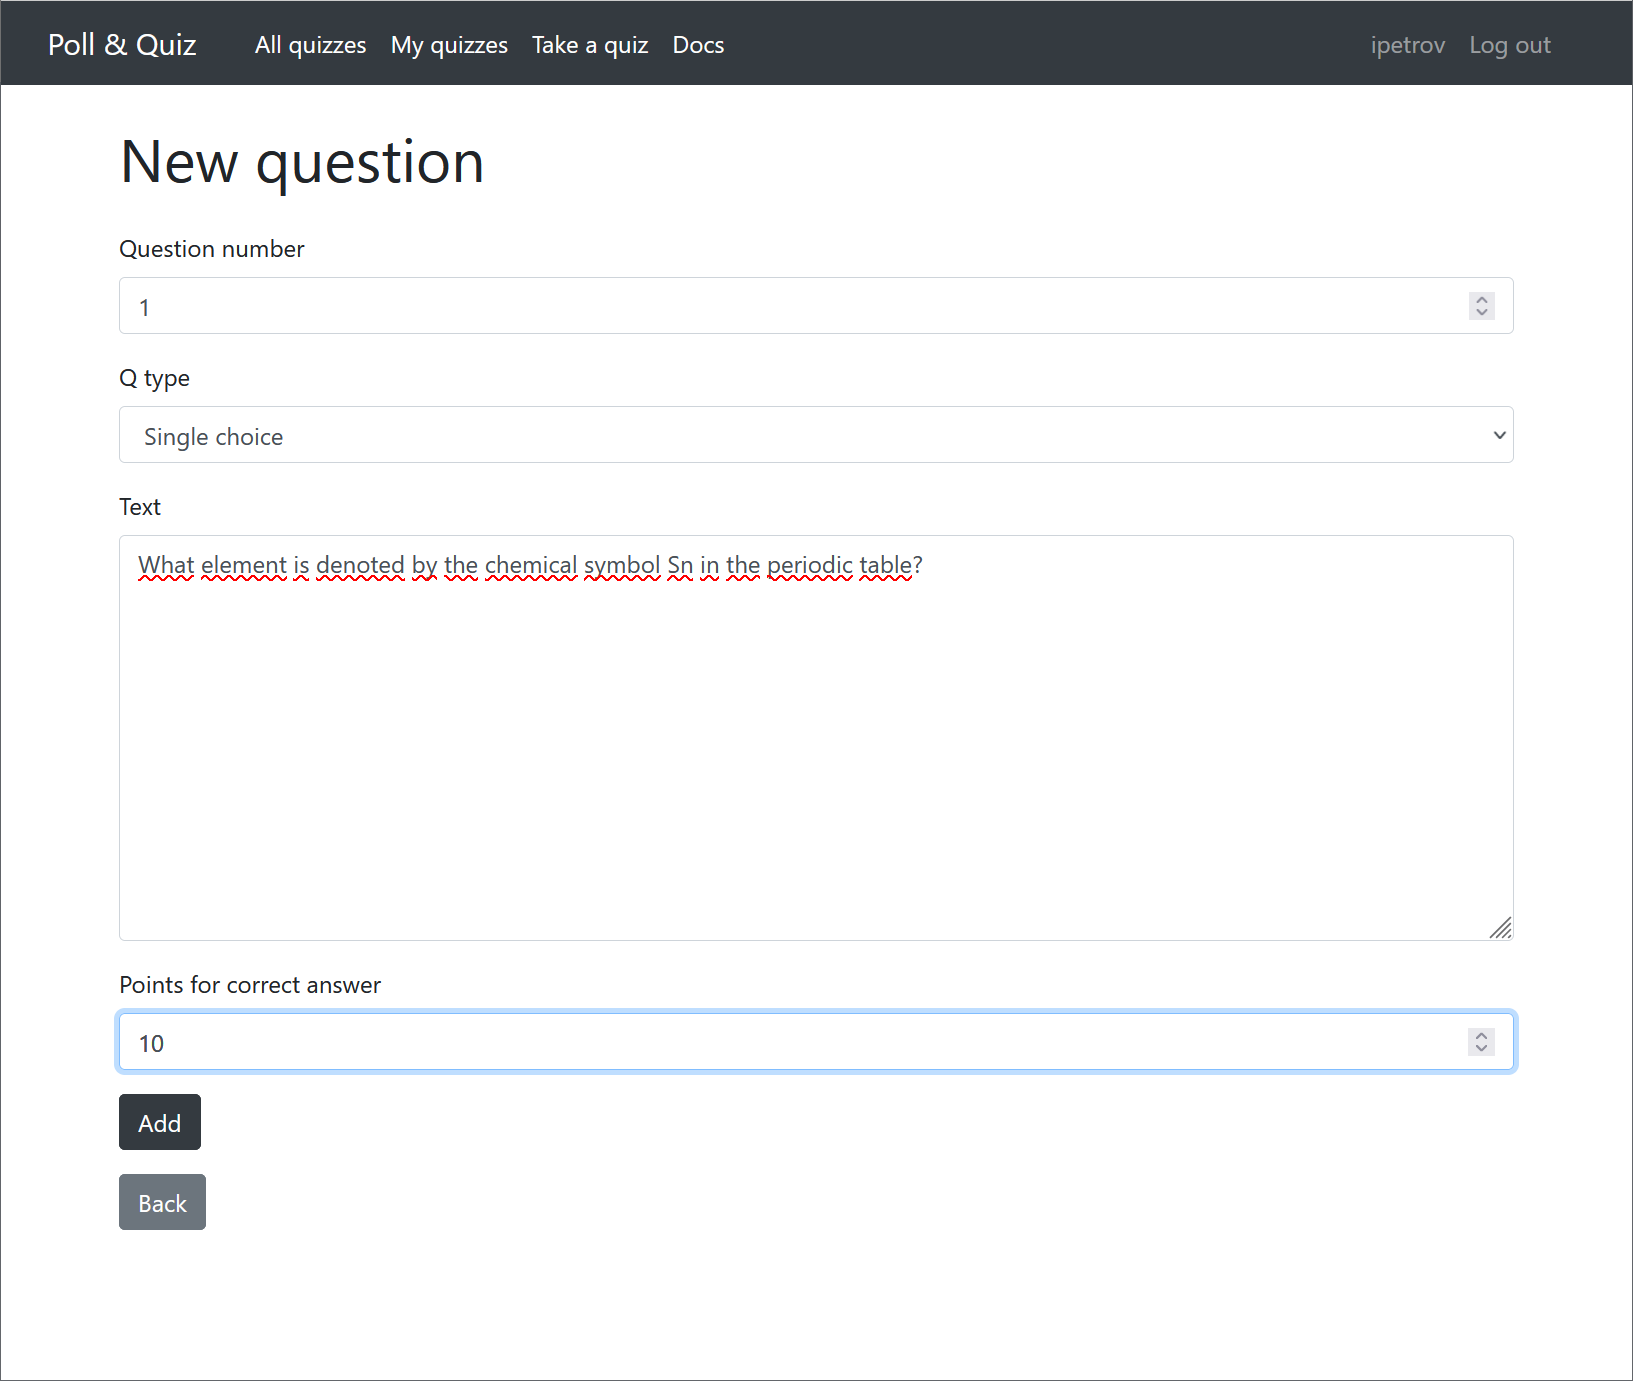 Poll & Quiz All quizzes My quizzes Take a quiz Docs ipetrov Log out
New question
Question number
1
Q type
Single choice
Text
What element is denoted by the chemical symbol Sn in the periodic table?
Points for correct answer
10
Add
Back